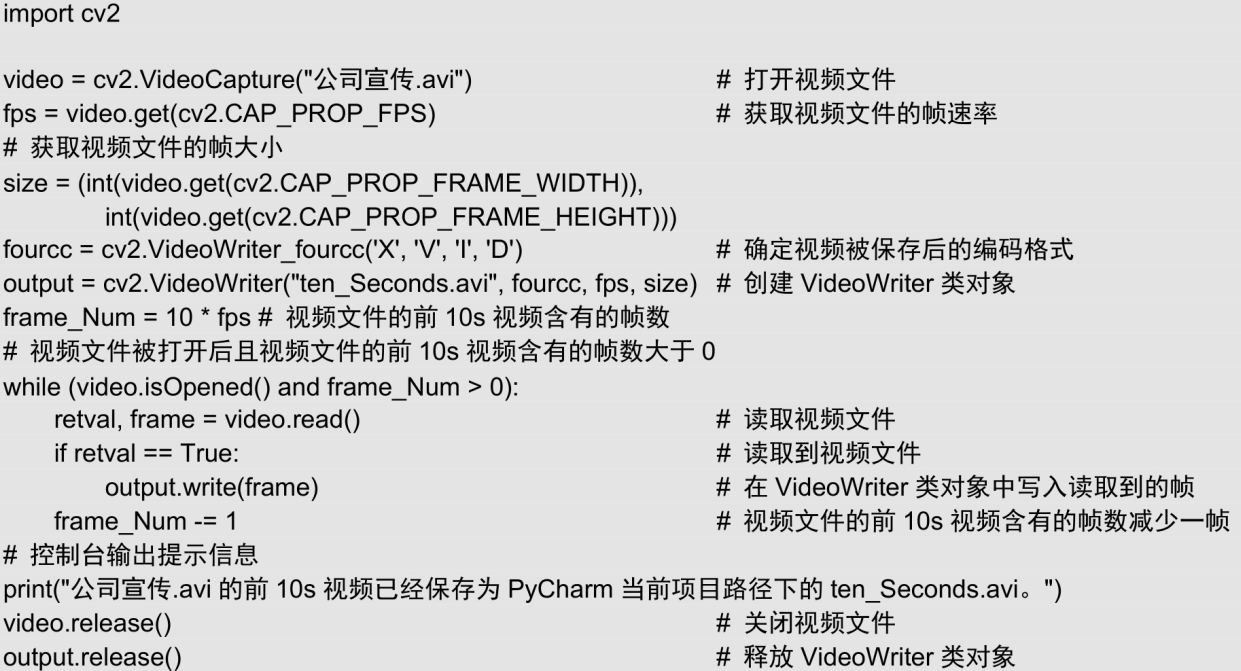 import cv2
video = cv2.VideoCapture("公司宣传.avi") # 打开视频文件
fps = video.get(cv2.CAP_PROP_FPS) # 获取视频文件的帧速率
# 获取视频文件的帧大小
size = (int(video.get(cv2.CAP_PROP_FRAME_WIDTH)),
int(video.get(cv2.CAP_PROP_FRAME_HEIGHT)))
fourcc = cv2.VideoWriter_fourcc('X', 'V', 'I', 'D') # 确定视频被保存后的编码格式
output = cv2.VideoWriter("ten_Seconds.avi", fourcc, fps, size) # 创建 VideoWriter 类对象
frame_Num = 10 * fps # 视频文件的前 10s 视频含有的帧数
# 视频文件被打开后且视频文件的前 10s 视频含有的帧数大于 0
while (video.isOpened() and frame_Num > 0):
retval, frame = video.read() # 读取视频文件
if retval == True: # 读取到视频文件
output.write(frame) # 在 VideoWriter 类对象中写入读取到的帧
frame_Num -= 1 # 视频文件的前 10s 视频含有的帧数减少一帧
# 控制台输出提示信息
print("公司宣传.avi 的前 10s 视频已经保存为 PyCharm 当前项目路径下的 ten_Seconds.avi。")
video.release() # 关闭视频文件
output.release() # 释放 VideoWriter 类对象